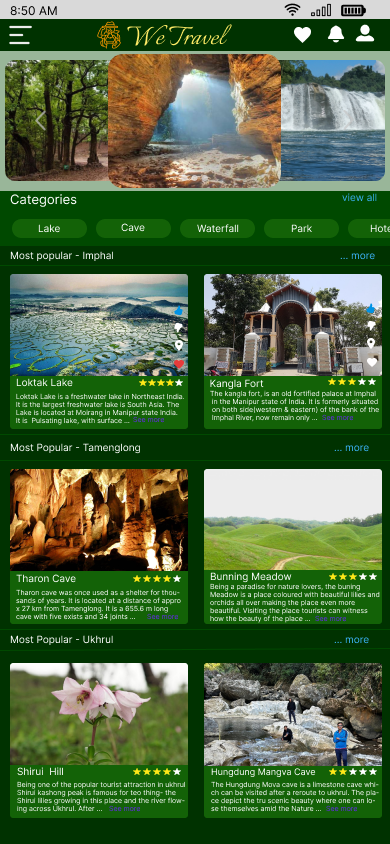 8:50 AM
We Travel
Categories
view all
Lake
Cave
Waterfall
Park
Hote
Most popular - Imphal
... more
Loktak Lake
Loktak Lake is a freshwater lake in Northeast India.
It is the largest freshwater lake is South Asia. The
Lake is located at Moirang in Manipur state India.
It is Pulsating lake, with surface ... See more
Kangla Fort
The kangla fort, is an old fortified palace at Imphal
in the Manipur state of India. It is formerly situated
on both side(western & eastern) of the bank of the
Imphal River, now remain only ... See more
Most Popular - Tamenglong
... more
Tharon Cave
Tharon cave was once used as a shelter for thou-
sands of years. It is located at a distance of appro
x 27 km from Tamenglong. It is a 655.6 m long
cave with five exists and 34 joints ... See more
Bunning Meadow
Being a paradise for nature lovers, the buning
Meadow is a place coloured with beautiful lilies and
orchids all over making the place even more
beautiful. Visiting the place tourists can witness
how the beauty of the place ... See more
Most Popular - Ukhrul
... more
Shirui Hill
Being one of the popular tourist attraction in ukhrul
Shirui kashong peak is famous for teo thing- the
Shirui lilies growing in this place and the river flow-
ing across Ukhrul. After ... See more
Hungdung Mangva Cave
The Hungdung Mova cave is a limestone cave whi-
ch can be visited after a reroute to ukhrul. The pla-
ce depict the tru scenic beauty where one can lo-
se themselves amid the Nature ... See more